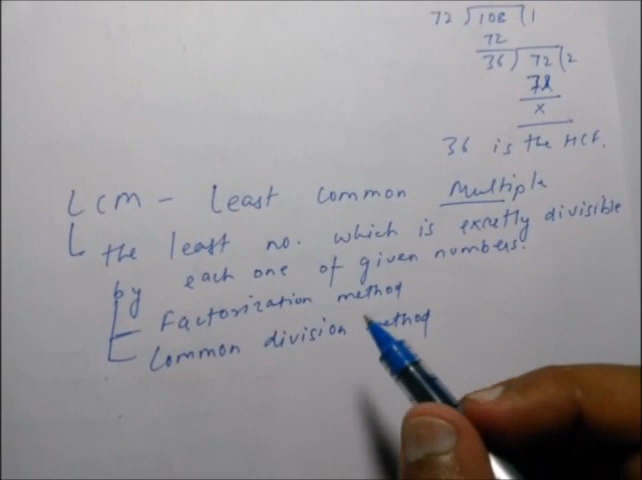 72 ) 108 ( 1
72
36 ) 72 ( 2
72
x
36 is the HCF.
LCM - Least common Multiple
the least no. which is exactly divisible
by each one of given numbers.
Factorization method
Common division method